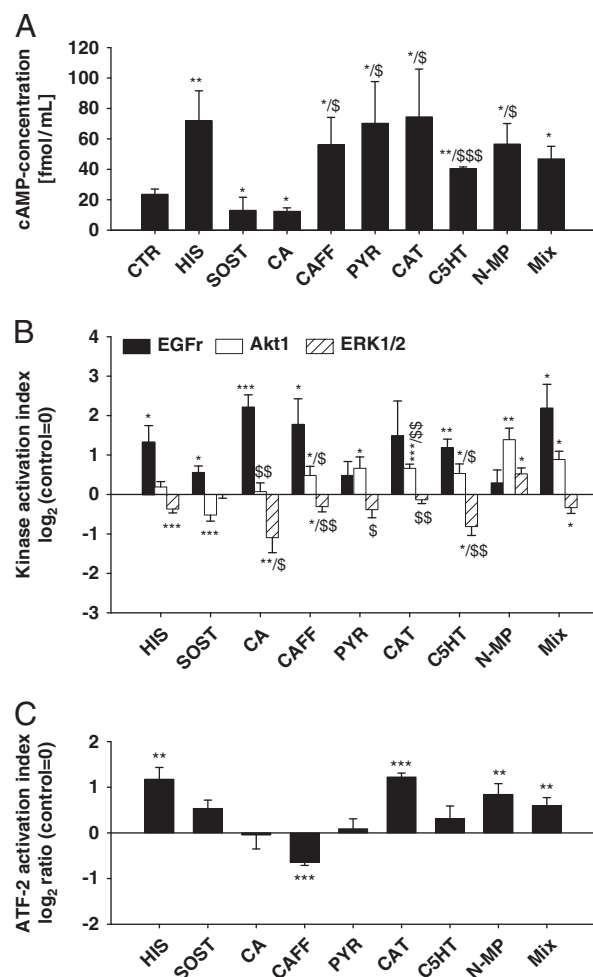 A
cAMP-concentration
[fmol/mL]
120
100
80
60
40
20
0
** * * */$ */$ */$ **/$$$ */$ *
CTR HIS SOST CA CAFF PYR CAT C5HT N-MP Mix
B
Kinase activation index
log2 (control=0)
EGFr Akt1 ERK1/2
4
3
2
1
0
-1
-2
-3
* * *** * ** ** *
$$ */$ * ***/$$ */$ * *
*** *** **/$ */$$ $ $$ */$$ *
HIS SOST CA CAFF PYR CAT C5HT N-MP Mix
C
ATF-2 activation index
log2 ratio (control=0)
2
1
0
-1
-2
** *** ** **
***
HIS SOST CA CAFF PYR CAT C5HT N-MP Mix